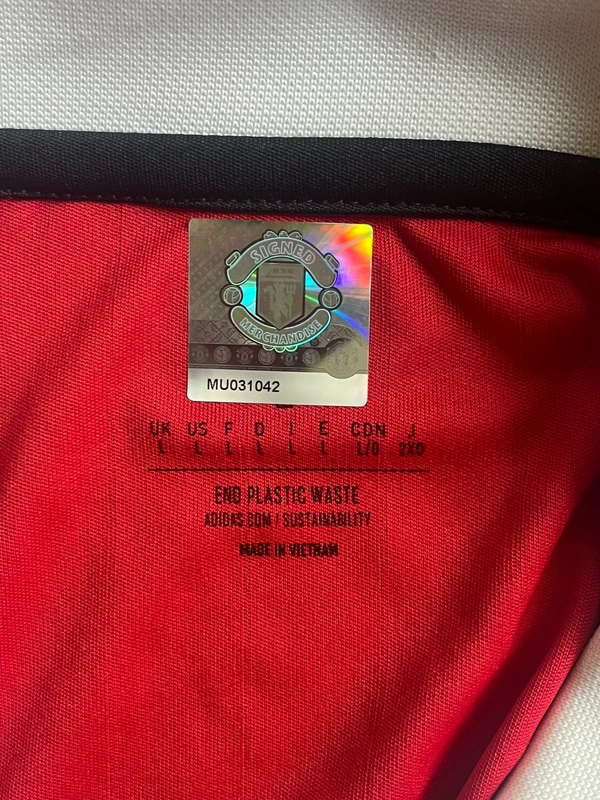 SIGNED
MERCHANDISE
MU031042
UK US F D I E CDN J
L L L L L L L/G 2XO
END PLASTIC WASTE
ADIDAS.COM / SUSTAINABILITY
MADE IN VIETNAM